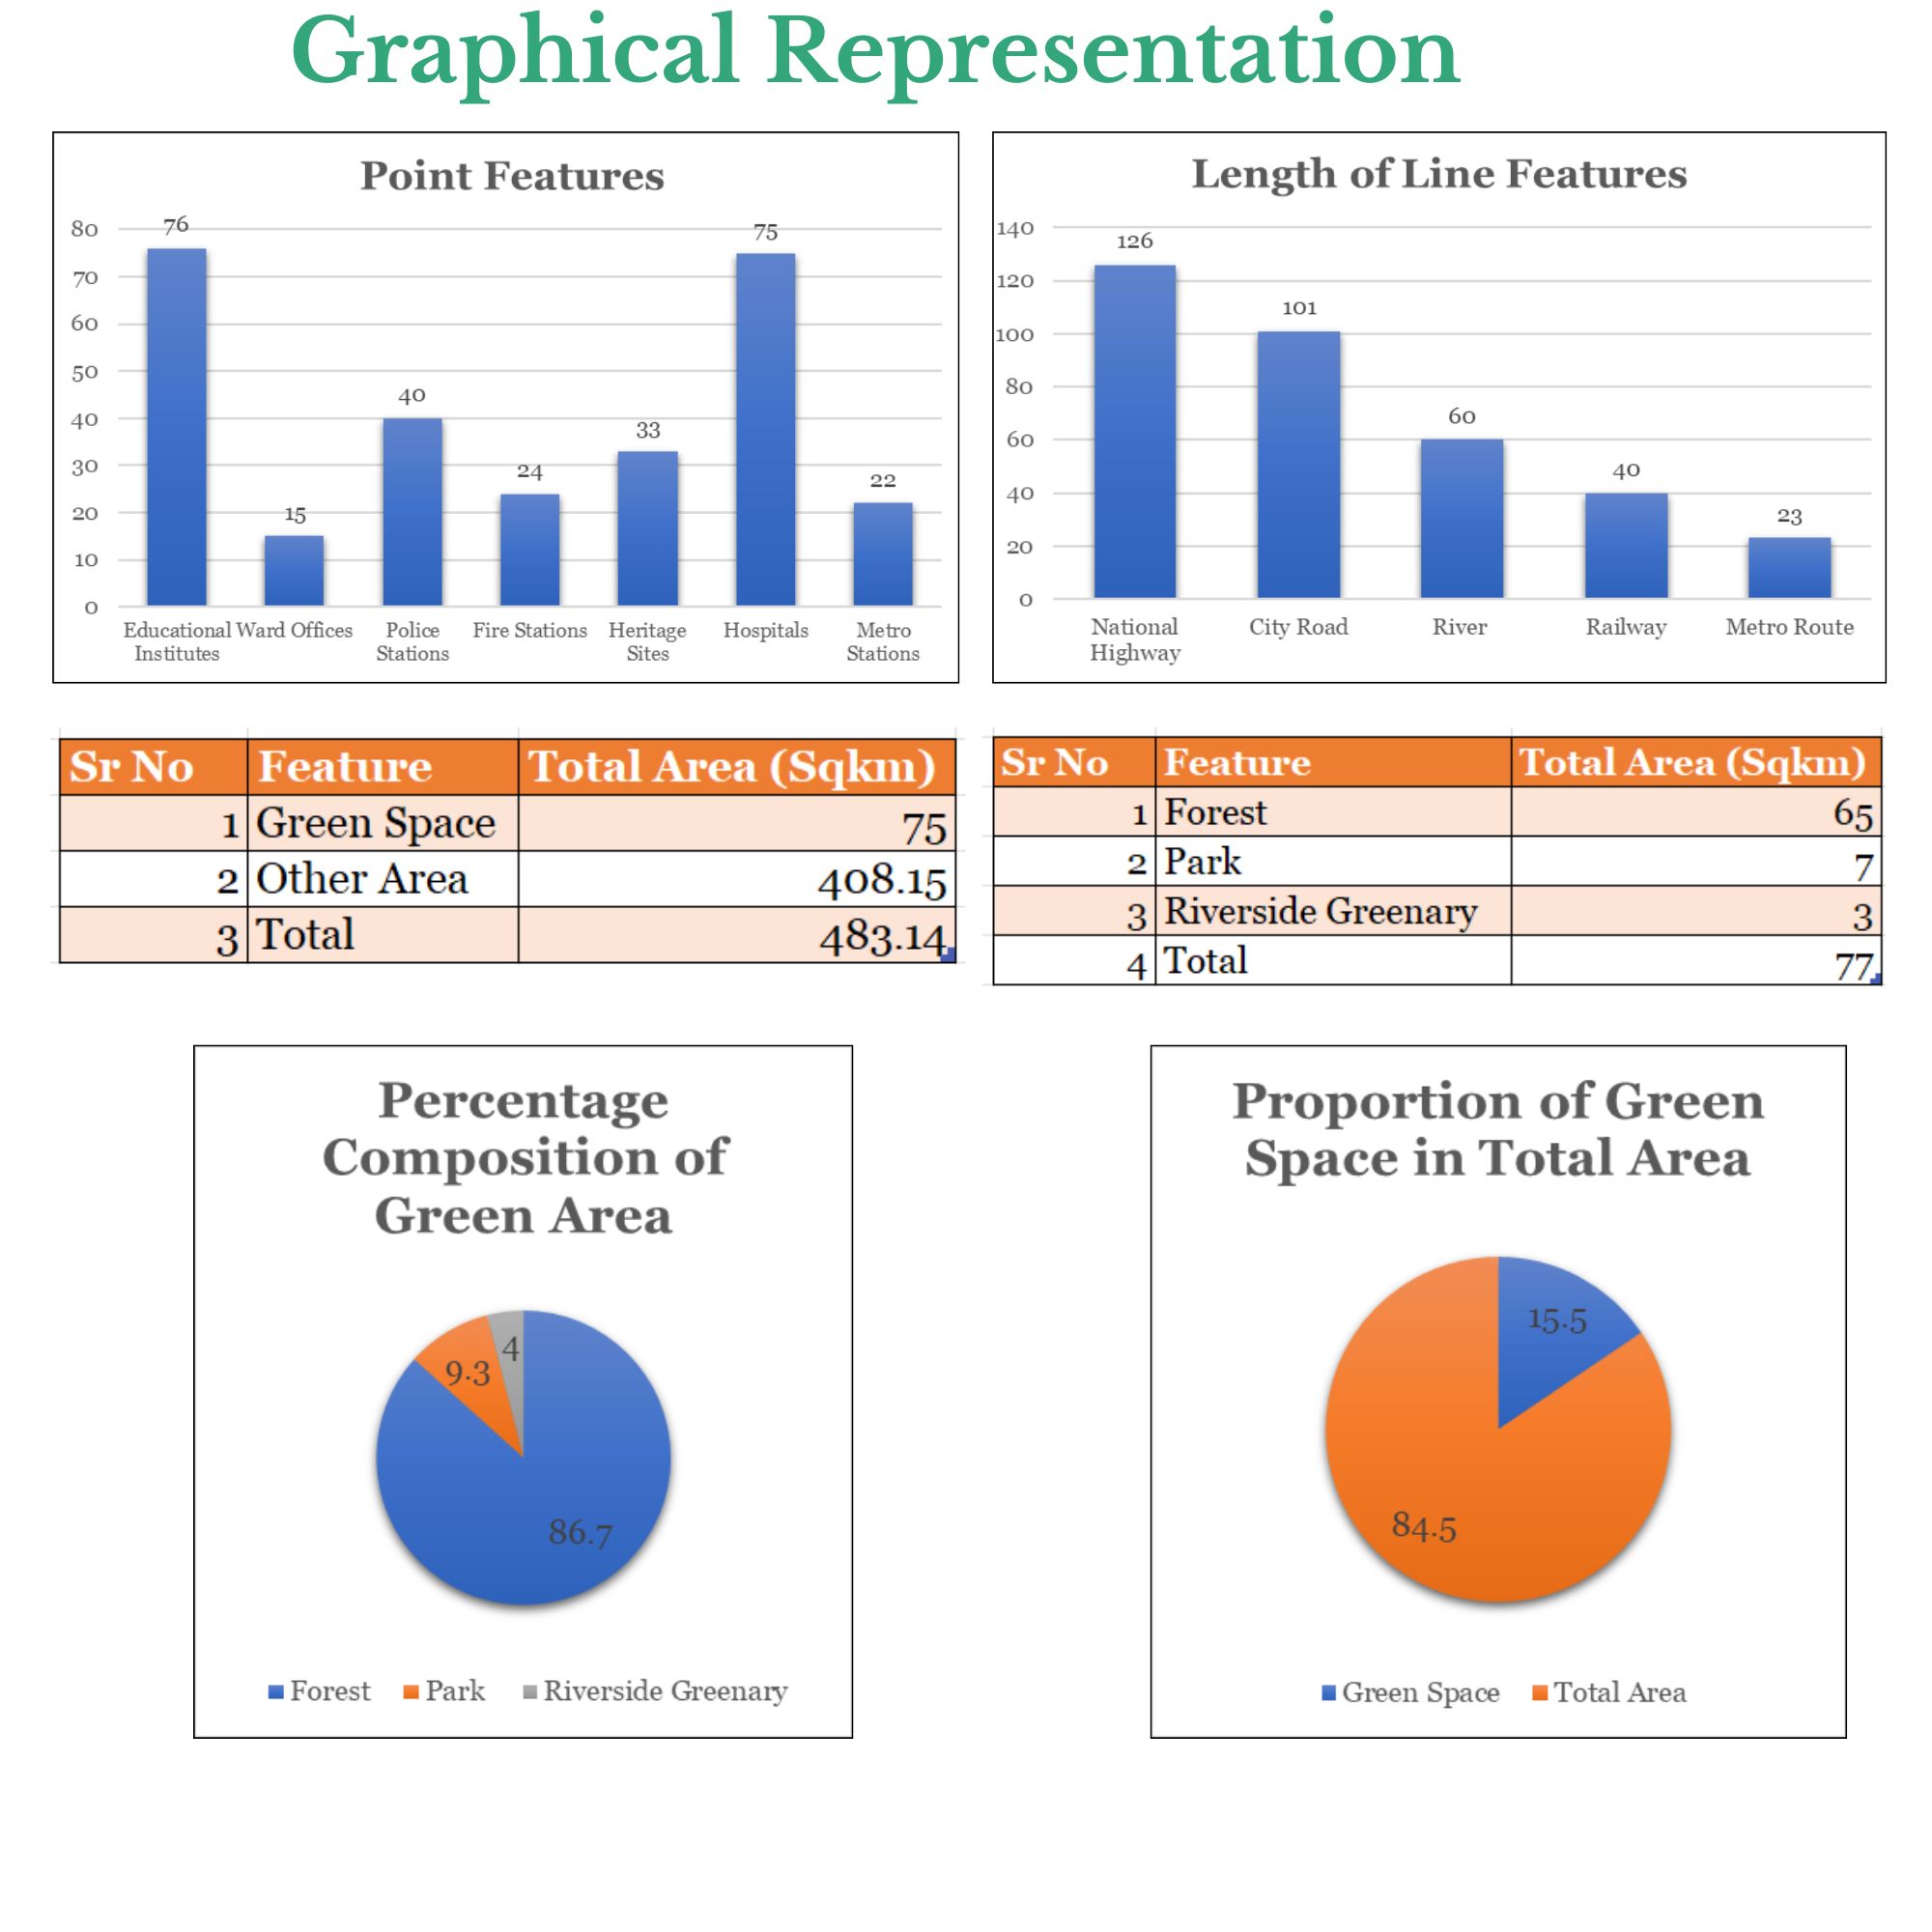 Graphical Representation
Point Features
80
70
60
50
40
30
20
10
0
76
15
40
24
33
75
22
Educational Institutes
Ward Offices
Police Stations
Fire Stations
Heritage Sites
Hospitals
Metro Stations
Length of Line Features
140
120
100
80
60
40
20
0
126
101
60
40
23
National Highway
City Road
River
Railway
Metro Route
Sr No Feature Total Area (Sqkm)
1 Green Space 75
2 Other Area 408.15
3 Total 483.14
Sr No Feature Total Area (Sqkm)
1 Forest 65
2 Park 7
3 Riverside Greenary 3
4 Total 77
Percentage
Composition of
Green Area
4
9.3
86.7
Forest Park Riverside Greenary
Proportion of Green
Space in Total Area
15.5
84.5
Green Space Total Area